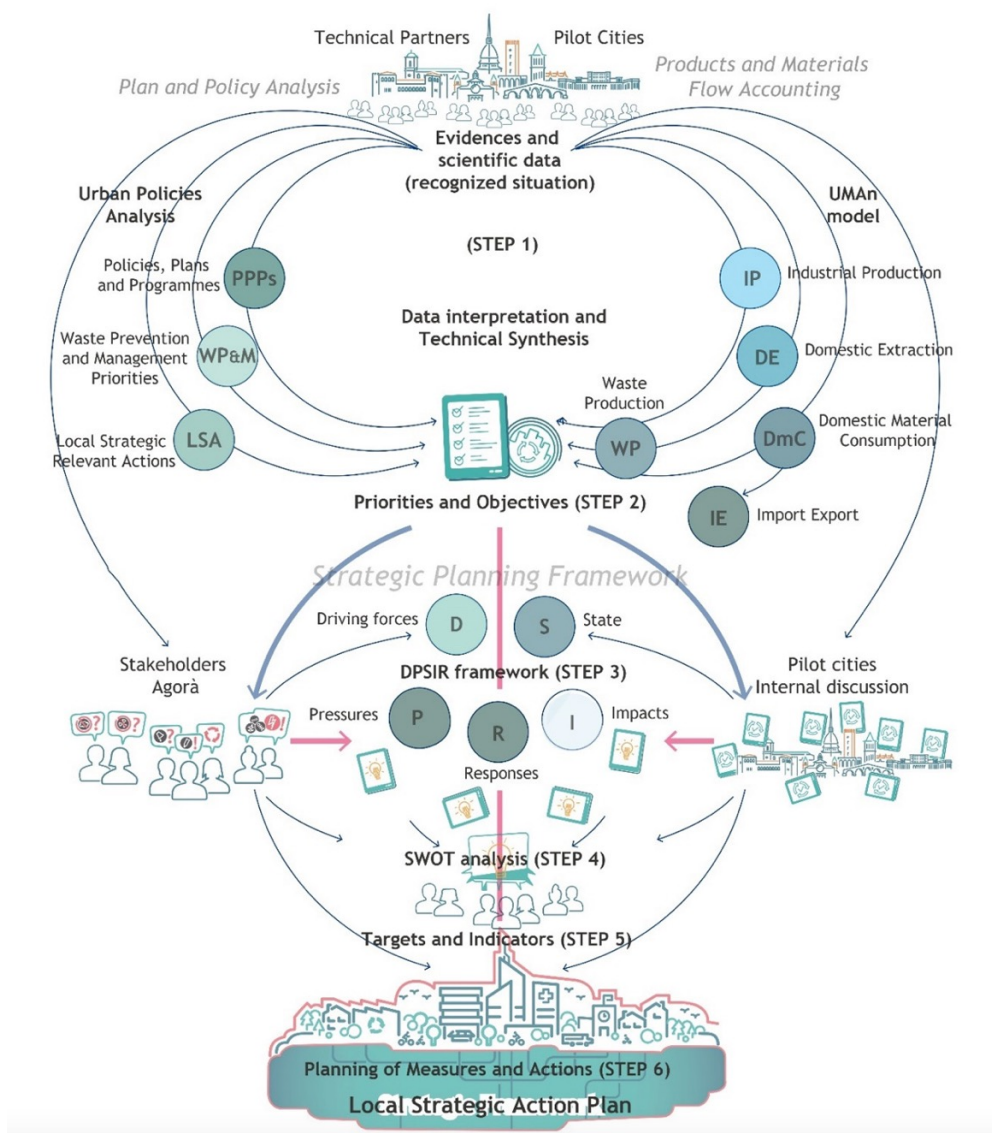 Technical Partners
Pilot Cities
Plan and Policy Analysis
Products and Materials
Flow Accounting
Evidences and
scientific data
(recognized situation)
Urban Policies
Analysis
UMAn
model
(STEP 1)
Policies, Plans
and Programmes
PPPs
IP
Industrial Production
Data interpretation and
Technical Synthesis
Waste Prevention
and Management
Priorities
WP&M
DE
Domestic Extraction
Waste
Production
WP
Local Strategic
Relevant Actions
LSA
DmC
Domestic Material
Consumption
Priorities and Objectives (STEP 2)
IE
Import Export
Strategic Planning Framework
Driving forces
D
S
State
Stakeholders
Agorà
DPSIR framework (STEP 3)
Pilot cities
Internal discussion
Pressures
P
R
I
Impacts
Responses
SWOT analysis (STEP 4)
Targets and Indicators (STEP 5)
Planning of Measures and Actions (STEP 6)
Local Strategic Action Plan